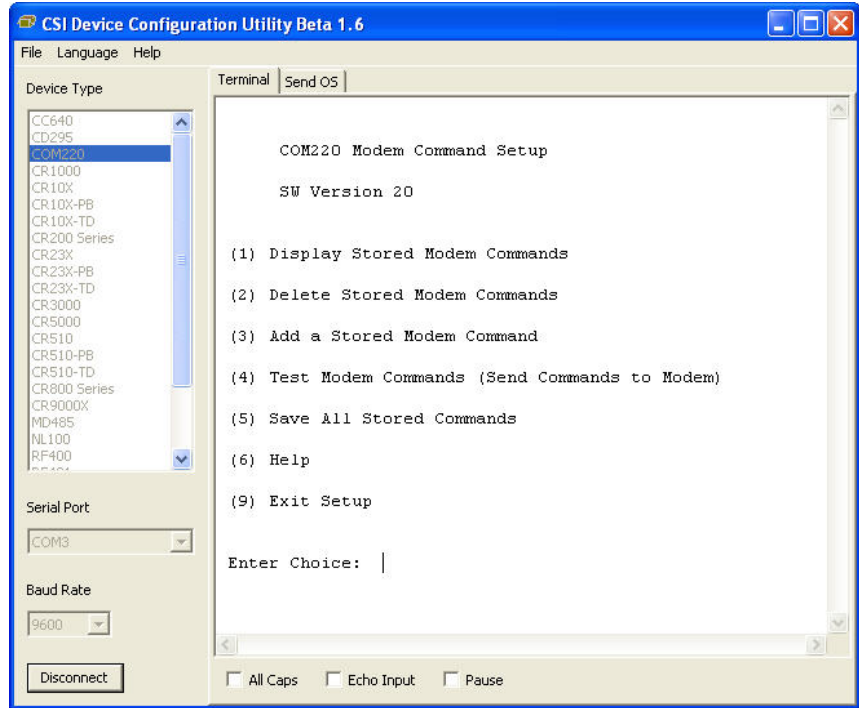 CSI Device Configuration Utility Beta 1.6
File Language Help
Device Type
CC640
CD295
COM220
CR1000
CR10X
CR10X-PB
CR10X-TD
CR200 Series
CR23X
CR23X-PB
CR23X-TD
CR3000
CR5000
CR510
CR510-PB
CR510-TD
CR800 Series
CR9000X
MD485
NL100
RF400
Serial Port
COM3
Baud Rate
9600
Disconnect
Terminal Send OS
COM220 Modem Command Setup
SW Version 20
(1) Display Stored Modem Commands
(2) Delete Stored Modem Commands
(3) Add a Stored Modem Command
(4) Test Modem Commands (Send Commands to Modem)
(5) Save All Stored Commands
(6) Help
(9) Exit Setup
Enter Choice:
All Caps Echo Input Pause